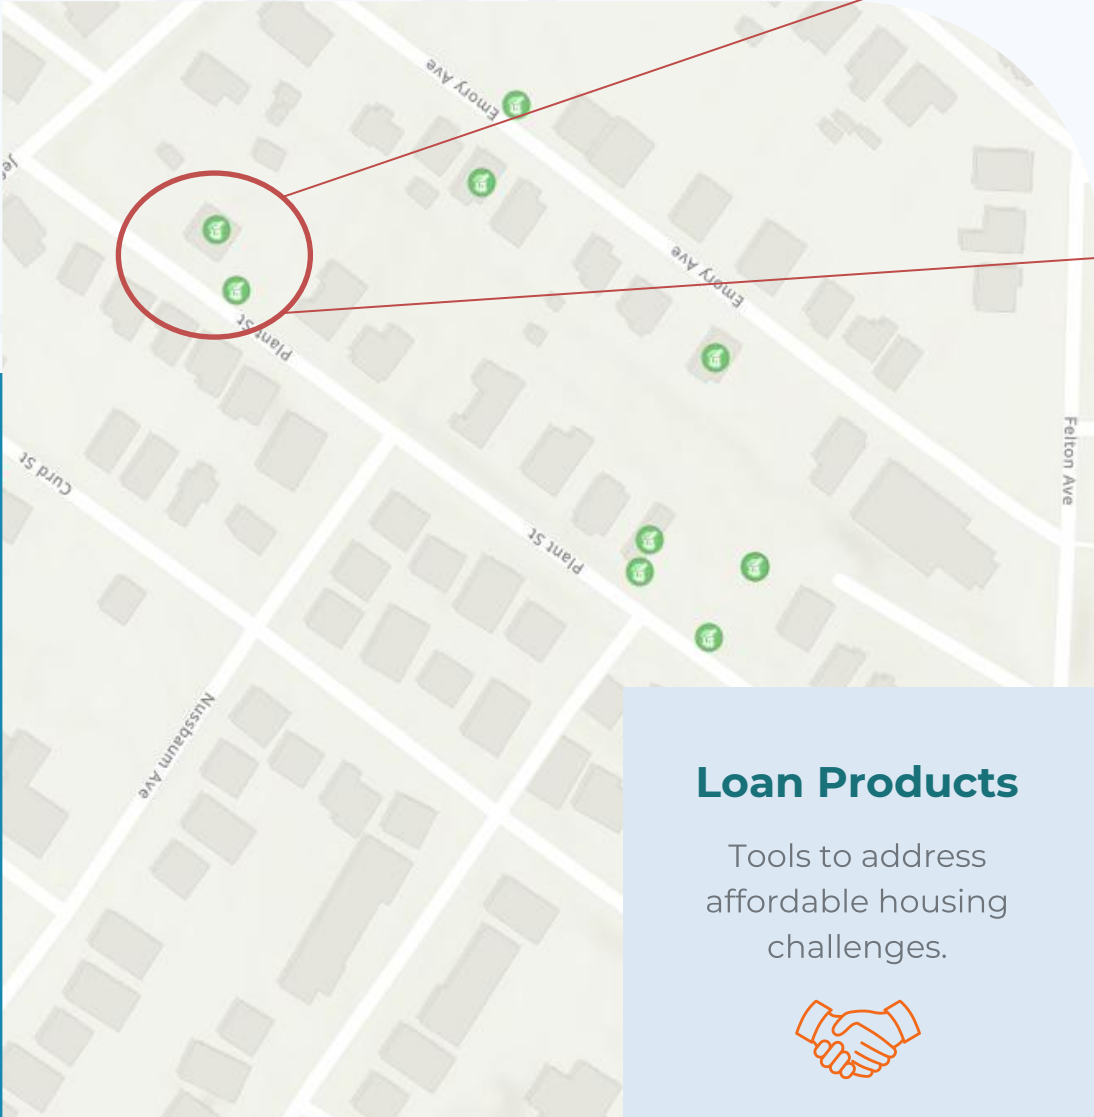 Emory Ave
Emory Ave
Plant St
Felton Ave
Curd St
Plant St
Nussbaum Ave
Loan Products
Tools to address
affordable housing
challenges.